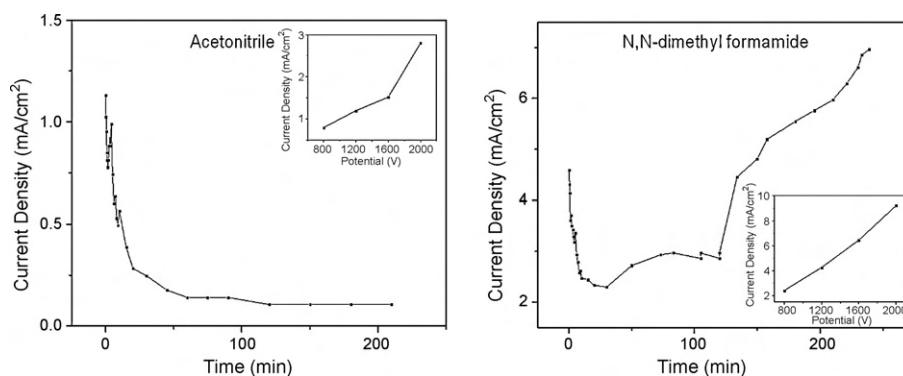 Acetonitrile
Current Density (mA/cm²)
1.5
1.0
0.5
0.0
0
100
200
Time (min)
Current Density (mA/cm²)
3
2
1
800 1200 1600 2000
Potential (V)
N,N-dimethyl formamide
Current Density (mA/cm²)
6
4
2
0 50 100 150 200 250
Time (min)
Current Density (mA/cm²)
10
8
6
4
2
800 1200 1600 2000
Potential (V)